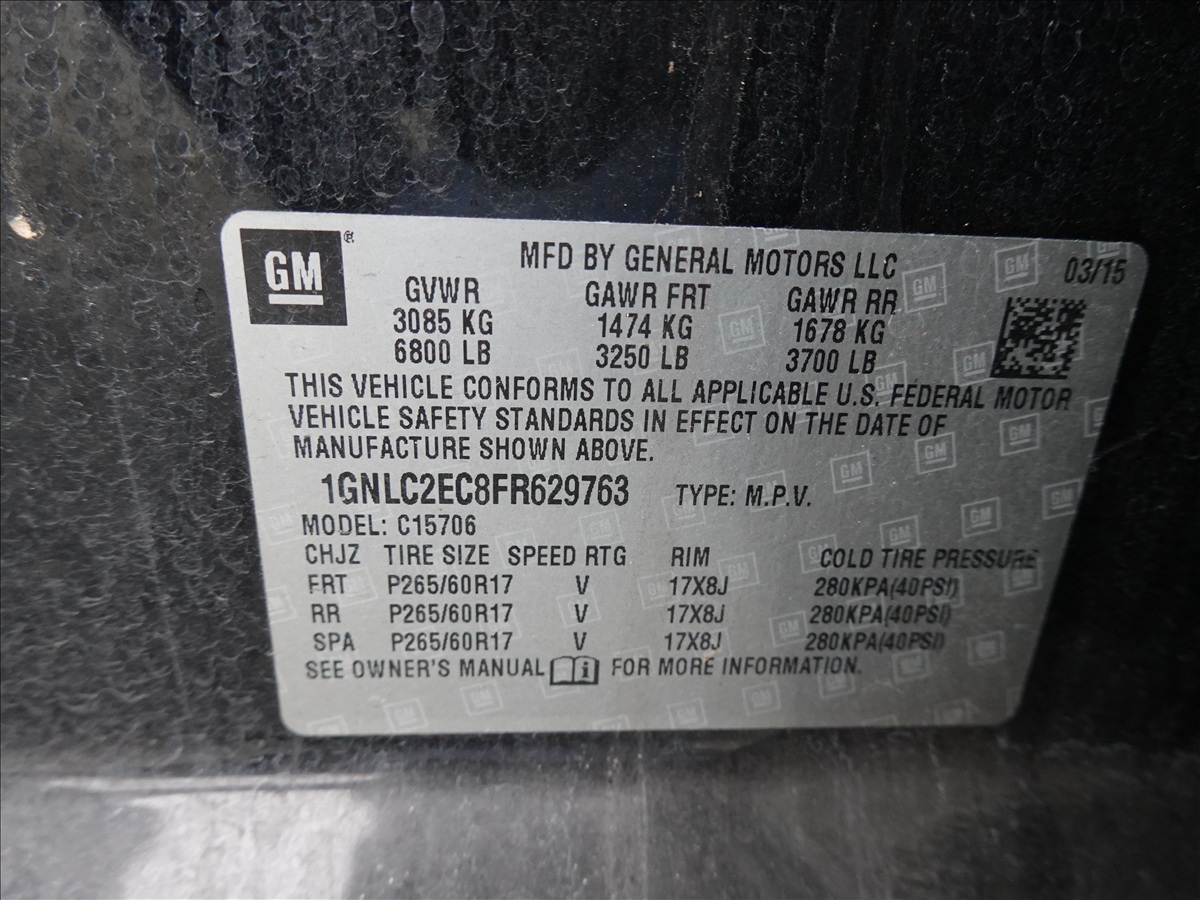 GM ®
MFD BY GENERAL MOTORS LLC
03/15
GVWR GAWR FRT GAWR RR
3085 KG 1474 KG 1678 KG
6800 LB 3250 LB 3700 LB
THIS VEHICLE CONFORMS TO ALL APPLICABLE U.S. FEDERAL MOTOR
VEHICLE SAFETY STANDARDS IN EFFECT ON THE DATE OF
MANUFACTURE SHOWN ABOVE.
1GNLC2EC8FR629763 TYPE: M.P.V.
MODEL: C15706
CHJZ TIRE SIZE SPEED RTG RIM COLD TIRE PRESSURE
FRT P265/60R17 V 17X8J 280KPA(40PSI)
RR P265/60R17 V 17X8J 280KPA(40PSI)
SPA P265/60R17 V 17X8J 280KPA(40PSI)
SEE OWNER'S MANUAL i FOR MORE INFORMATION.